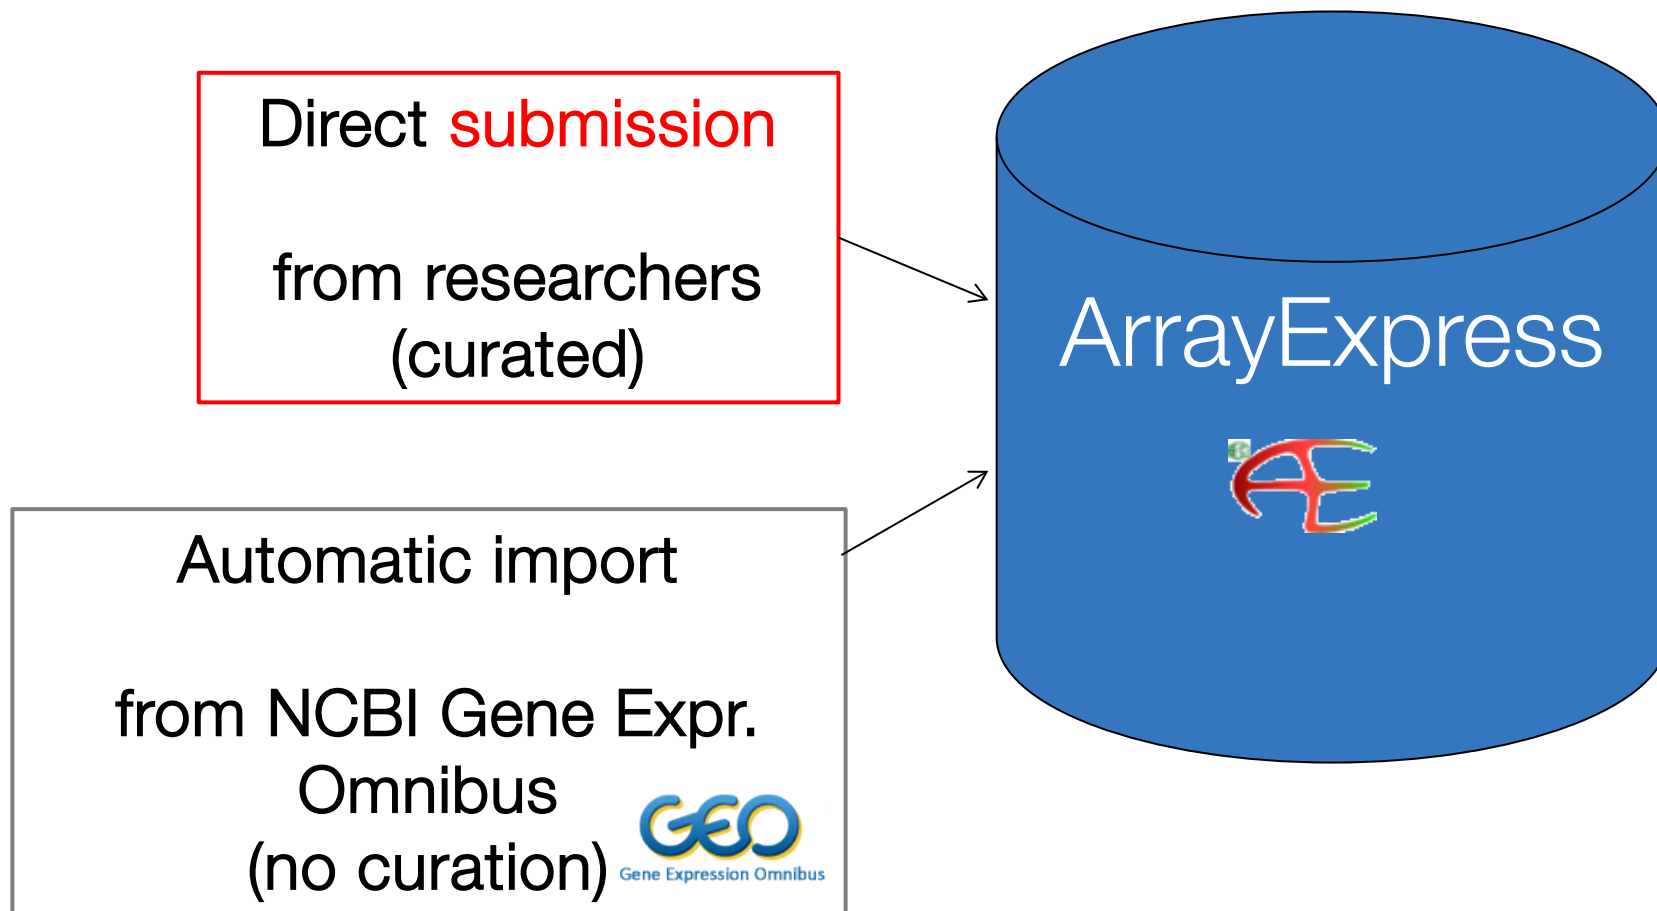 Direct submission
from researchers
(curated)
ArrayExpress
AE
Automatic import
from NCBI Gene Expr.
Omnibus
(no curation)
GEO
Gene Expression Omnibus